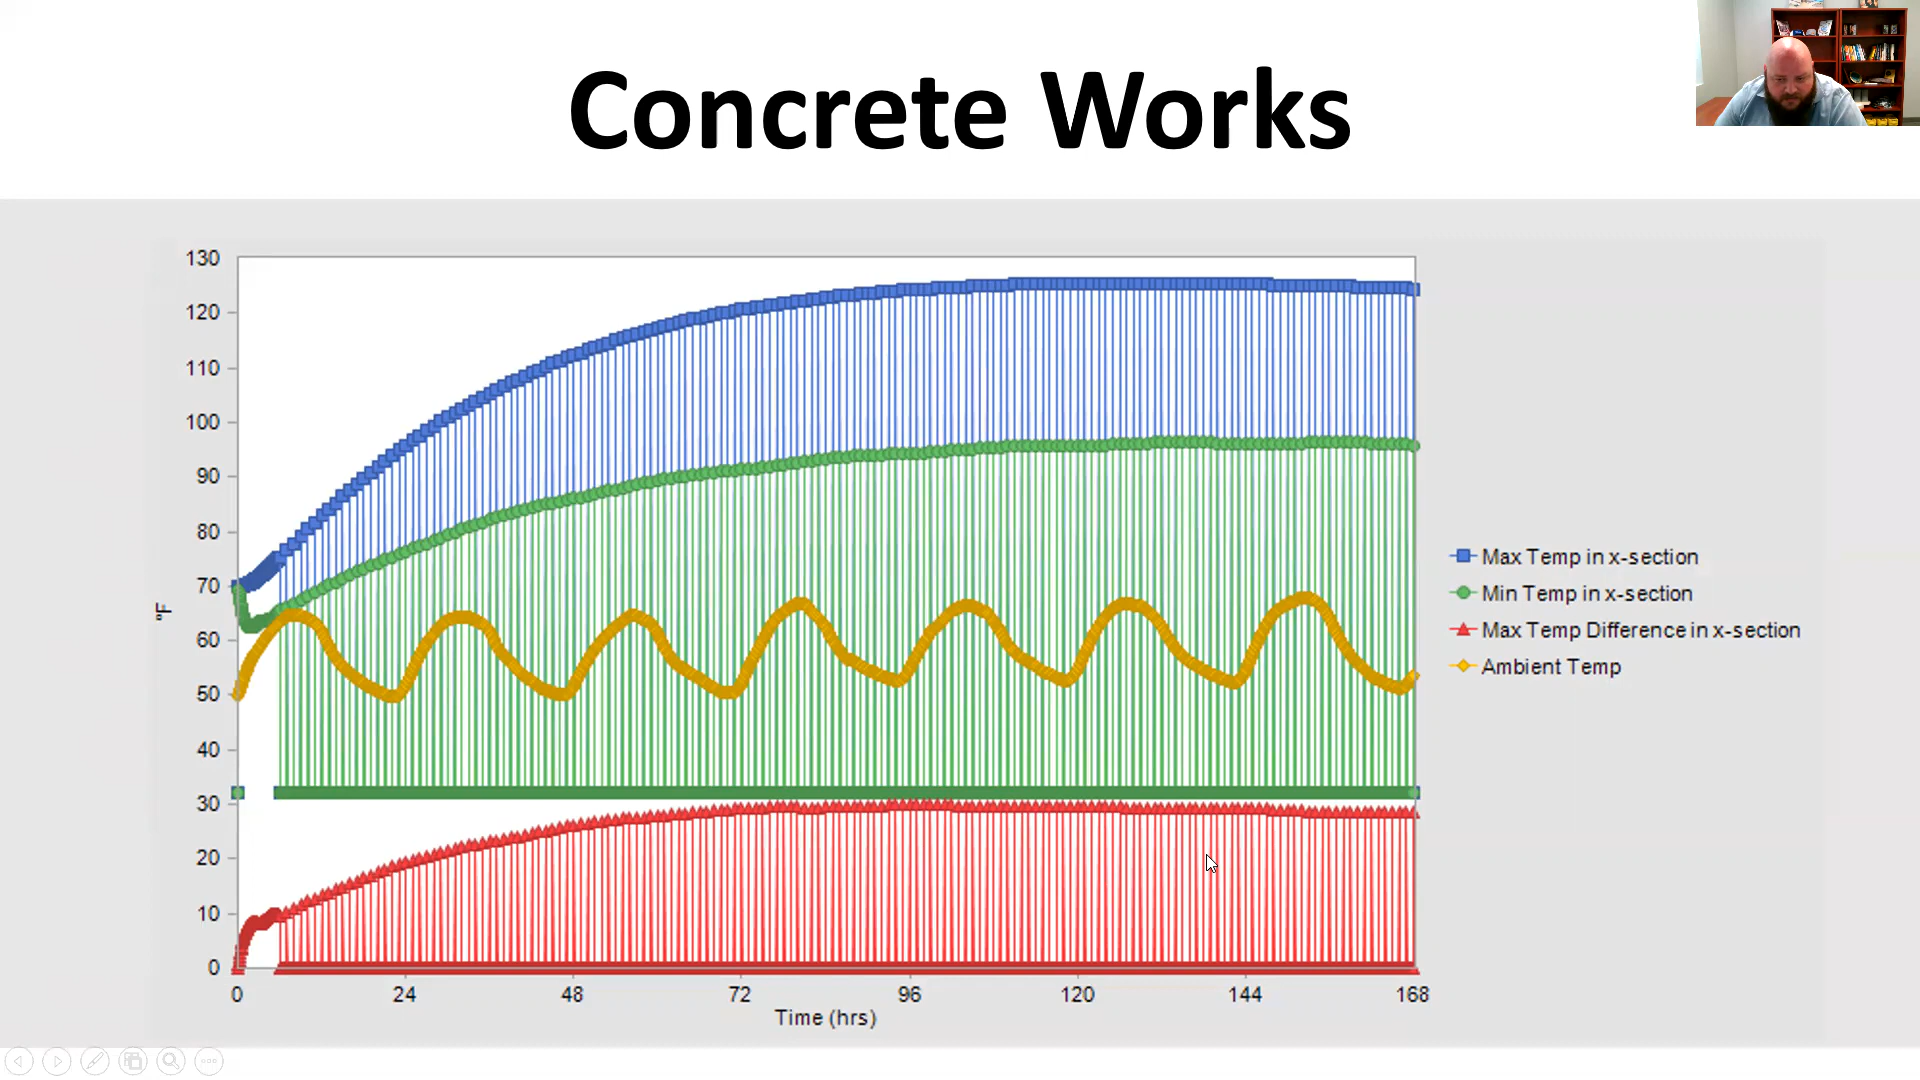 Concrete Works
130
120
110
100
90
80
70
60
50
40
30
20
10
0
°F
0 24 48 72 96 120 144 168
Time (hrs)
Max Temp in x-section
Min Temp in x-section
Max Temp Difference in x-section
Ambient Temp